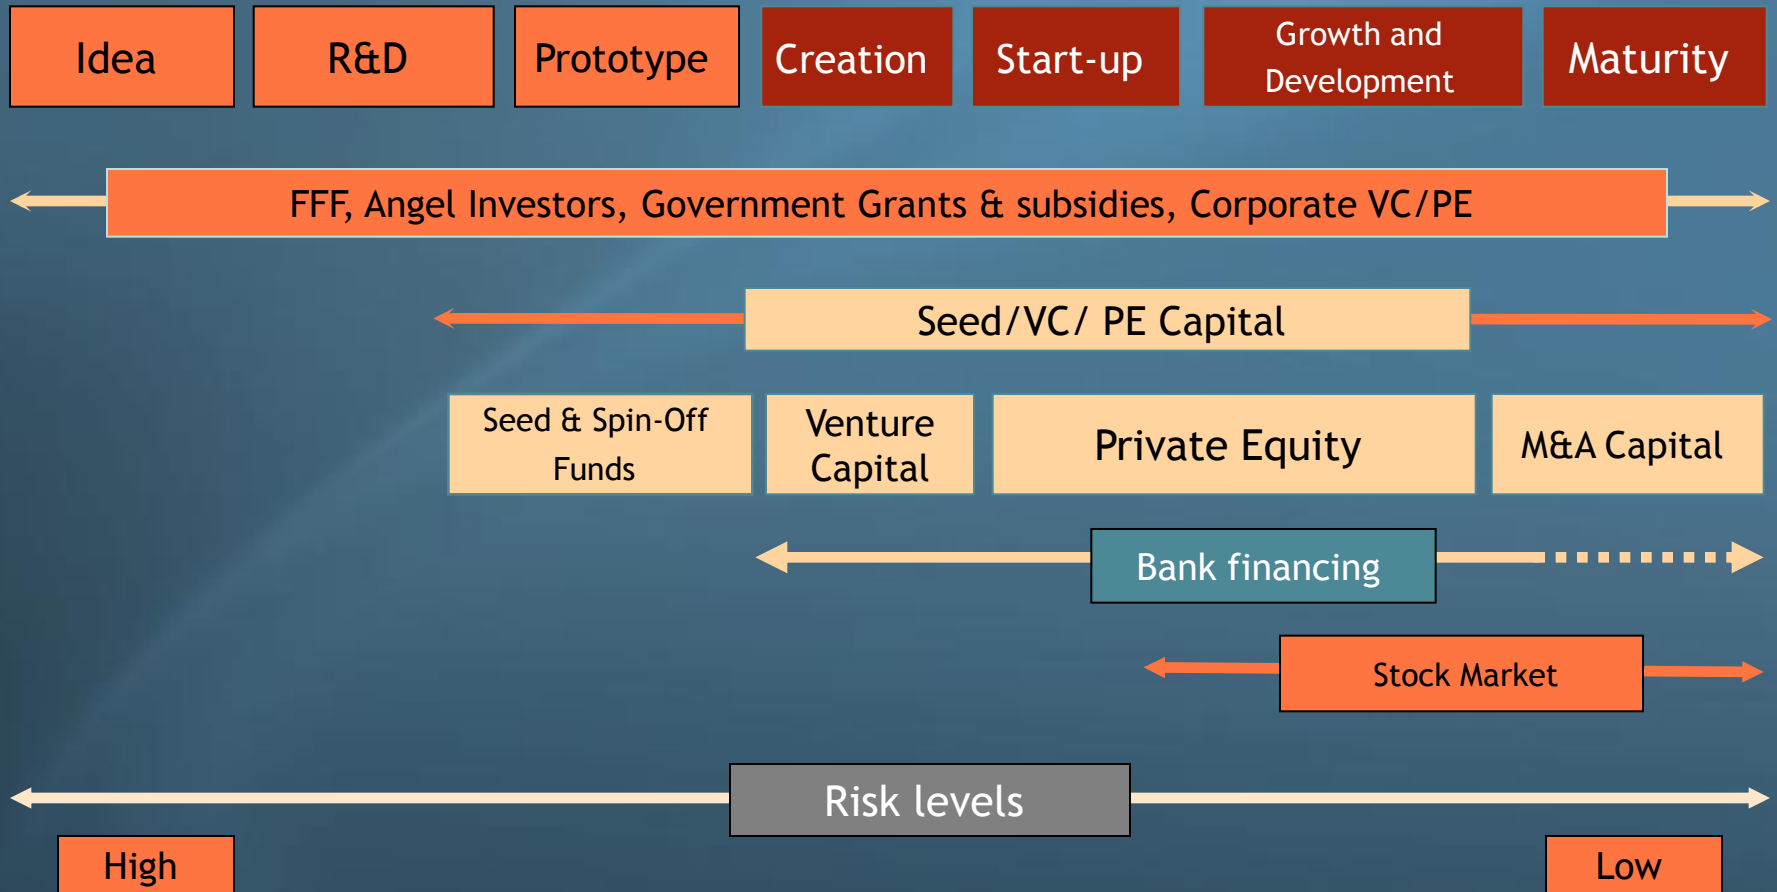 Idea
R&D
Prototype
Creation
Start-up
Growth and
Development
Maturity
FFF, Angel Investors, Government Grants & subsidies, Corporate VC/PE
Seed/VC/ PE Capital
Seed & Spin-Off
Funds
Venture
Capital
Private Equity
M&A Capital
Bank financing
Stock Market
Risk levels
High
Low